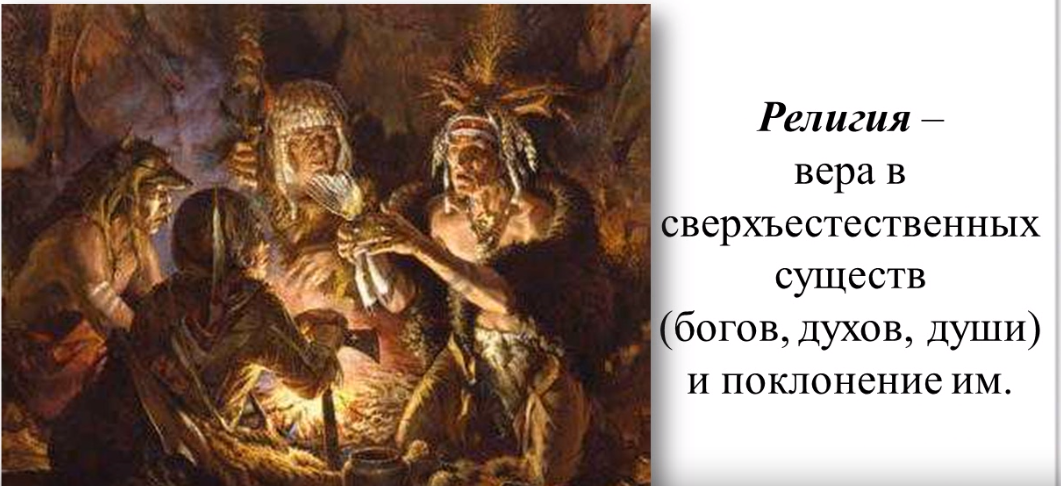 Религия –
вера в
сверхъестественных
существ
(богов, духов, души)
и поклонение им.